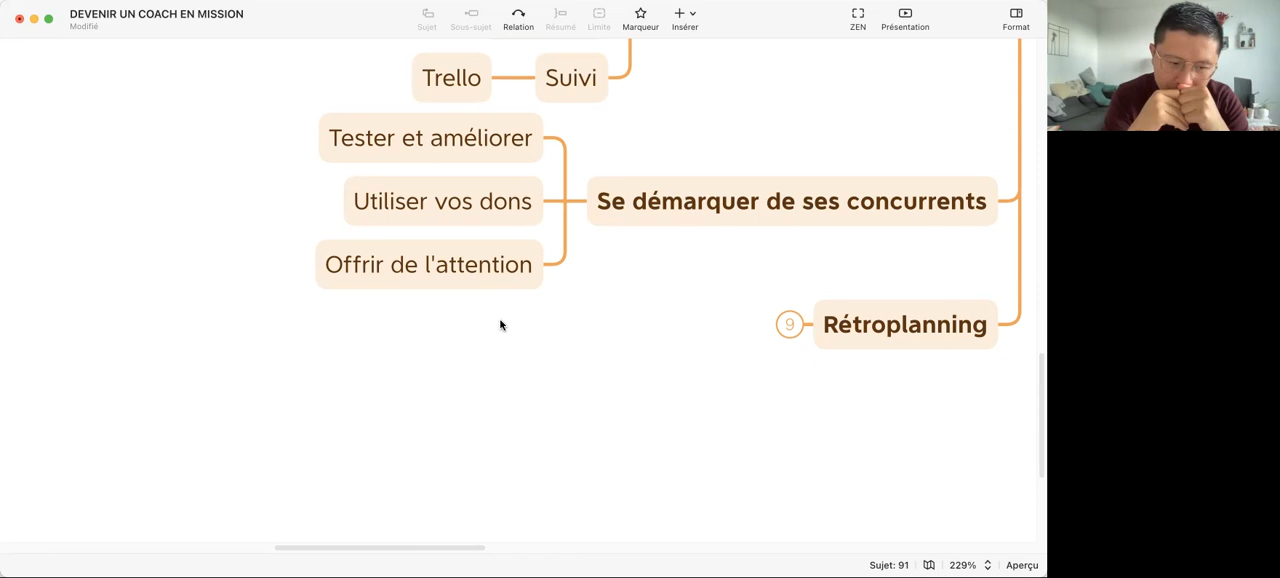 DEVENIR UN COACH EN MISSION
Modifié
Sujet
Sous-sujet
Relation
Résumé
Limite
Marqueur
Insérer
ZEN
Présentation
Format
Trello
Suivi
Tester et améliorer
Utiliser vos dons
Se démarquer de ses concurrents
Offrir de l'attention
9
Rétroplanning
Sujet: 91
229%
Aperçu